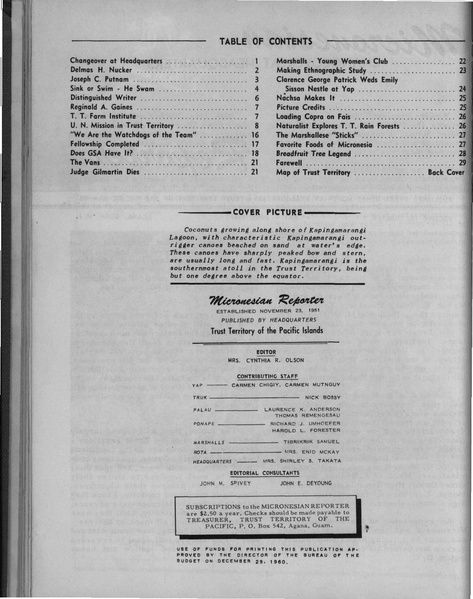 TABLE OF CONTENTS
Changeover at Headquarters 1
Delmas H. Nucker 2
Joseph C. Putnam 3
Sink or Swim - He Swam 4
Distinguished Writer 6
Reginald A. Gaines 7
T. T. Farm Institute 7
U. N. Mission in Trust Territory 8
"We Are the Watchdogs of the Team" 16
Fellowship Completed 17
Does GSA Have It? 18
The Vans 21
Judge Gilmartin Dies 21
Marshalls - Young Women's Club 22
Making Ethnographic Study 23
Clarence George Patrick Weds Emily
Sisson Nestle at Yap 24
Nachsa Makes It 25
Picture Credits 25
Loading Copra on Fais 26
Naturalist Explores T. T. Rain Forests 26
The Marshallese "Sticks" 27
Favorite Foods of Micronesia 27
Breadfruit Tree Legend 28
Farewell 29
Map of Trust Territory Back Cover
COVER PICTURE
Coconuts growing along shore of Kapingamarangi
Lagoon, with characteristic Kapingamarangi out-
rigger canoes beached on sand at water's edge.
These canoes have sharply peaked bow and stern,
are usually long and fast. Kapingamarangi is the
southernmost atoll in the Trust Territory, being
but one degree above the equator.
Micronesian Reporter
ESTABLISHED NOVEMBER 23, 1951
PUBLISHED BY HEADQUARTERS
Trust Territory of the Pacific Islands
EDITOR
MRS. CYNTHIA R. OLSON
CONTRIBUTING STAFF
YAP CARMEN CHIGIY, CARMEN MUTNGUY
TRUK NICK BOSSY
PALAU LAURENCE K. ANDERSON
THOMAS REMENGESAU
PONAPE RICHARD J. UMHOEFER
HAROLD L. FORESTER
MARSHALLS TIBRIKRIK SAMUEL
ROTA MRS. ENID MCKAY
HEADQUARTERS MRS. SHIRLEY S. TAKATA
EDITORIAL CONSULTANTS
JOHN M. SPIVEY JOHN E. DEYOUNG
SUBSCRIPTIONS to the MICRONESIAN REPORTER
are $2.50 a year. Checks should be made payable to
TREASURER, TRUST TERRITORY OF THE
PACIFIC, P. O. Box 542, Agana, Guam.
USE OF FUNDS FOR PRINTING THIS PUBLICATION AP-
PROVED BY THE DIRECTOR OF THE BUREAU OF THE
BUDGET ON DECEMBER 29, 1960.